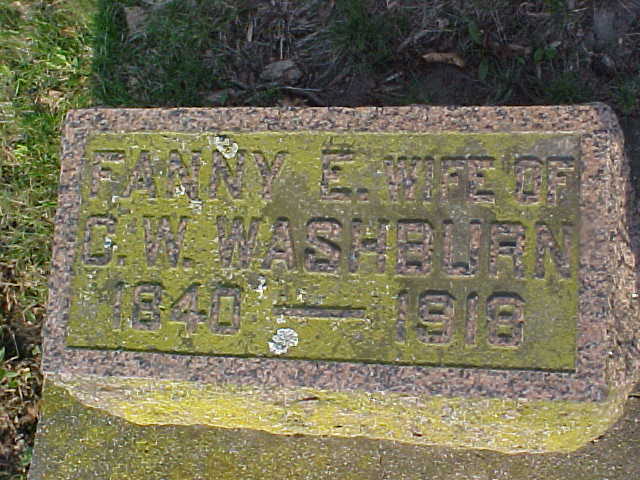 FANNY E. WIFE OF
C. W. WASHBURN
1840 — 1918